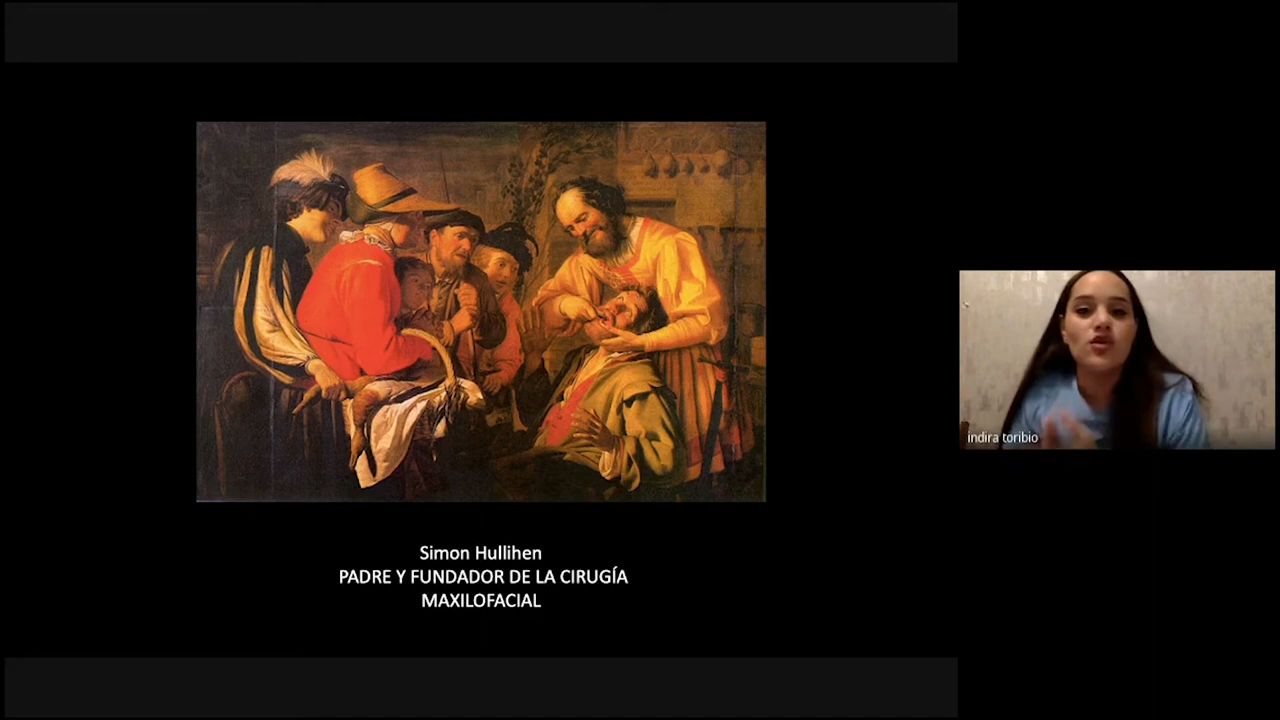 Simon Hullihen
PADRE Y FUNDADOR DE LA CIRUGÍA
MAXILOFACIAL
indira toribio